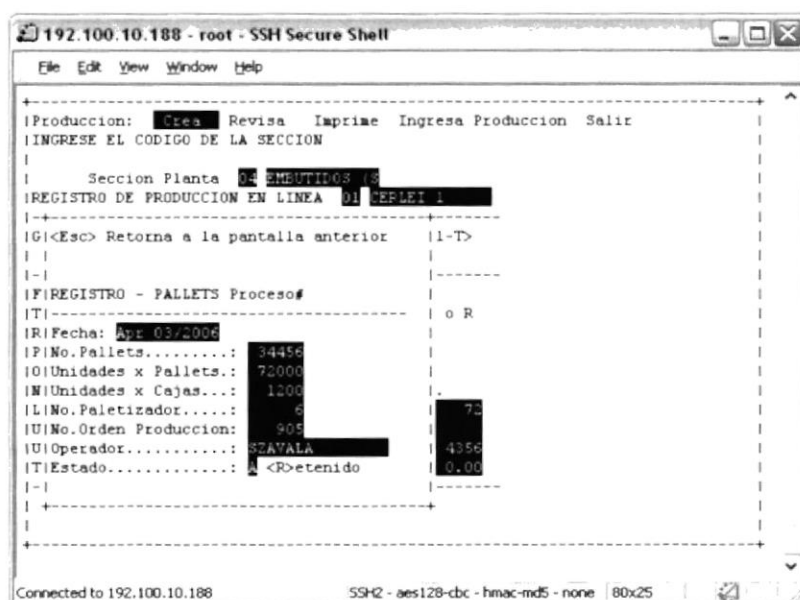 192.100.10.188 - root - SSH Secure Shell
File Edit View Window Help
Produccion: Crea Revisa Imprime Ingresa Produccion Salir
INGRESE EL CODIGO DE LA SECCION
Seccion Planta 04 EMBUTIDOS (S
REGISTRO DE PRODUCCION EN LINEA 01 CERLEI 1
G|<Esc> Retorna a la pantalla anterior |1-T>
F|REGISTRO - PALLETS Proceso#
T| o R
R|Fecha: Apr 03/2006
P|No.Pallets.........: 34456
O|Unidades x Pallets.: 72000
N|Unidades x Cajas...: 1200 .
L|No.Paletizador.....: 6 72
U|No.Orden Produccion: 905
U|Operador...........: SZAVALA 4356
T|Estado.............: A <R>etenido 0.00
Connected to 192.100.10.188 SSH2 - aes128-cbc - hmac-md5 - none 80x25